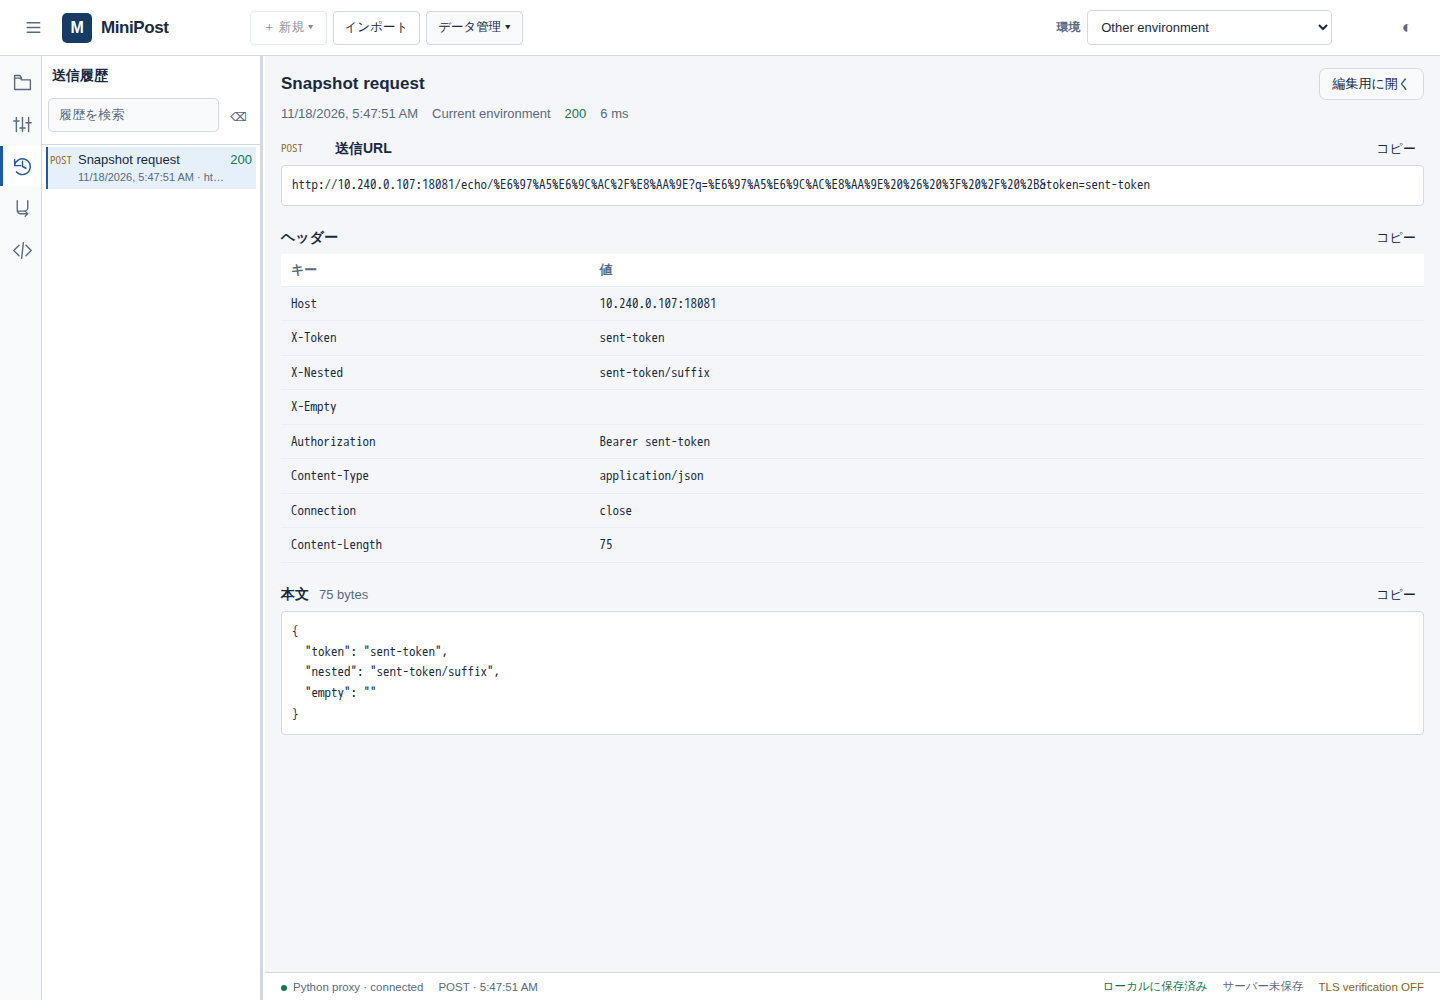 M MiniPost ＋ 新規 ▾ インポート データ管理 ▾ 環境 Other environment
送信履歴
履歴を検索
POST Snapshot request 200
11/18/2026, 5:47:51 AM · ht…
Snapshot request 編集用に開く
11/18/2026, 5:47:51 AM Current environment 200 6 ms
POST 送信URL コピー
http://10.240.0.107:18081/echo/%E6%97%A5%E6%9C%AC%2F%E8%AA%9E?q=%E6%97%A5%E6%9C%AC%E8%AA%9E%20%26%20%3F%20%2F%20%2B&token=sent-token
ヘッダー コピー
キー 値
Host 10.240.0.107:18081
X-Token sent-token
X-Nested sent-token/suffix
X-Empty
Authorization Bearer sent-token
Content-Type application/json
Connection close
Content-Length 75
本文 75 bytes コピー
{
"token": "sent-token",
"nested": "sent-token/suffix",
"empty": ""
}
Python proxy · connected POST · 5:47:51 AM ローカルに保存済み サーバー未保存 TLS verification OFF